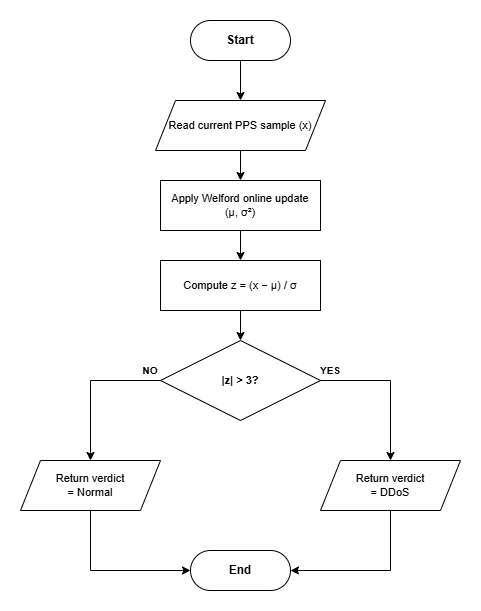 Start
Read current PPS sample (x)
Apply Welford online update
(μ, σ²)
Compute z = (x − μ) / σ
|z| > 3?
NO
YES
Return verdict
= Normal
Return verdict
= DDoS
End